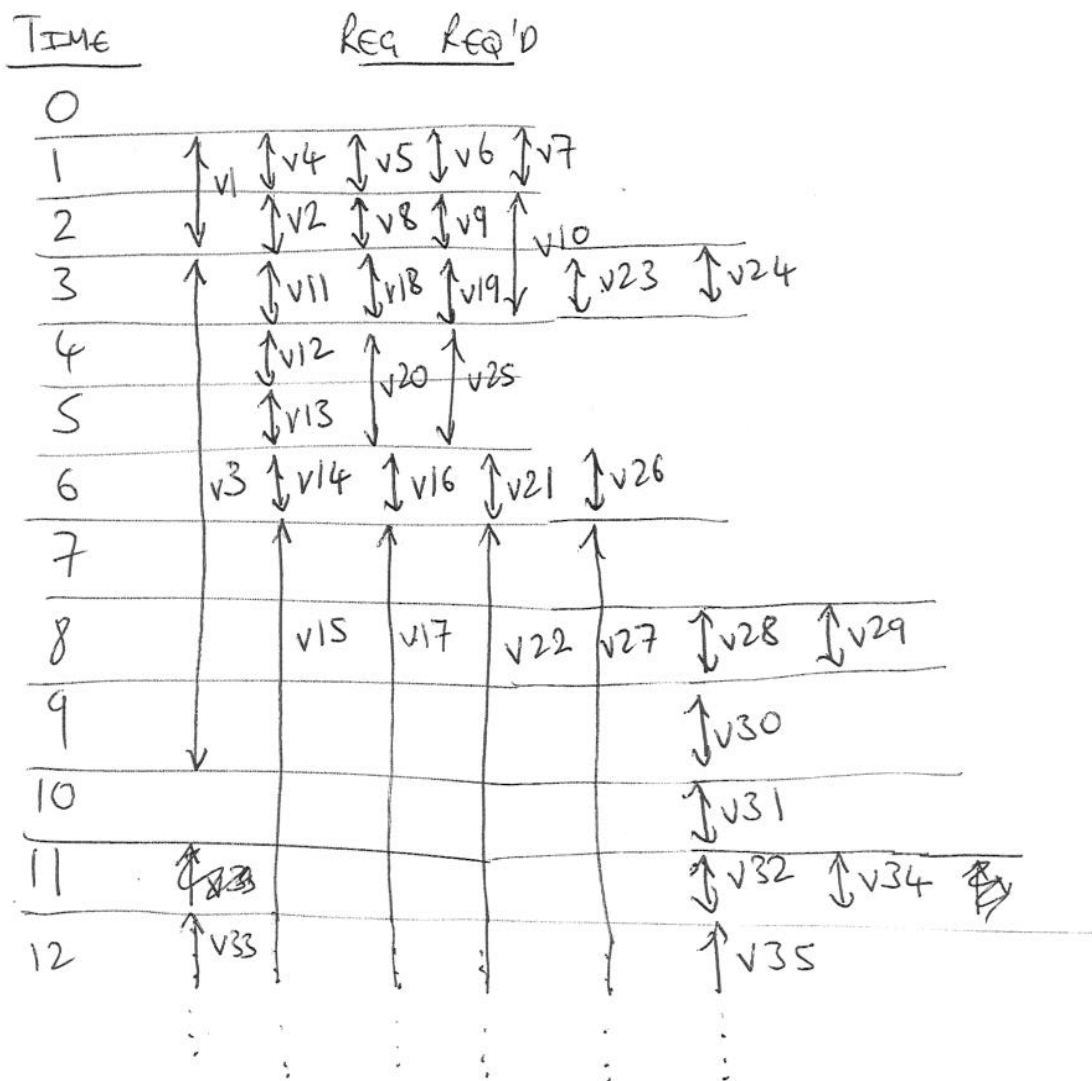 TIME REG REQ'D
0
1 v1 v4 v5 v6 v7
2 v2 v8 v9 v10
3 v11 v18 v19 v23 v24
4 v12 v20 v25
5 v13
6 v3 v14 v16 v21 v26
7
8 v15 v17 v22 v27 v28 v29
9 v30
10 v31
11 v32 v34
12 v33 v35